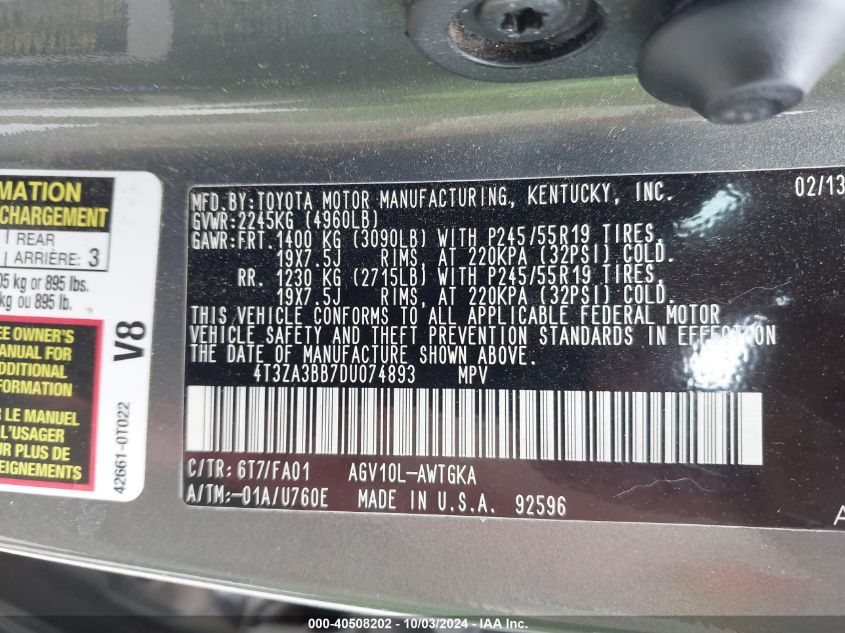 MATION
CHARGEMENT
REAR
ARRIÈRE: 3
05 kg or 895 lbs.
kg ou 895 lb.
EE OWNER'S
MANUAL FOR
ADDITIONAL
FORMATION
R LE MANUEL
L'USAGER
UR PLUS DE
SEIGNEMENTS
V8
42661-0T022
MFD.BY:TOYOTA MOTOR MANUFACTURING, KENTUCKY, INC. 02/13
GVWR:2245KG (4960LB)
GAWR:FRT.1400 KG (3090LB) WITH P245/55R19 TIRES,
19X7.5J RIMS, AT 220KPA (32PSI) COLD.
RR. 1230 KG (2715LB) WITH P245/55R19 TIRES,
19X7.5J RIMS, AT 220KPA (32PSI) COLD.
THIS VEHICLE CONFORMS TO ALL APPLICABLE FEDERAL MOTOR
VEHICLE SAFETY AND THEFT PREVENTION STANDARDS IN EFFECT ON
THE DATE OF MANUFACTURE SHOWN ABOVE.
4T3ZA3BB7DU074893 MPV
C/TR: 6T7/FA01 AGV10L-AWTGKA
A/TM:-01A/U760E MADE IN U.S.A. 92596
A
000-40508202 - 10/03/2024 - IAA Inc.